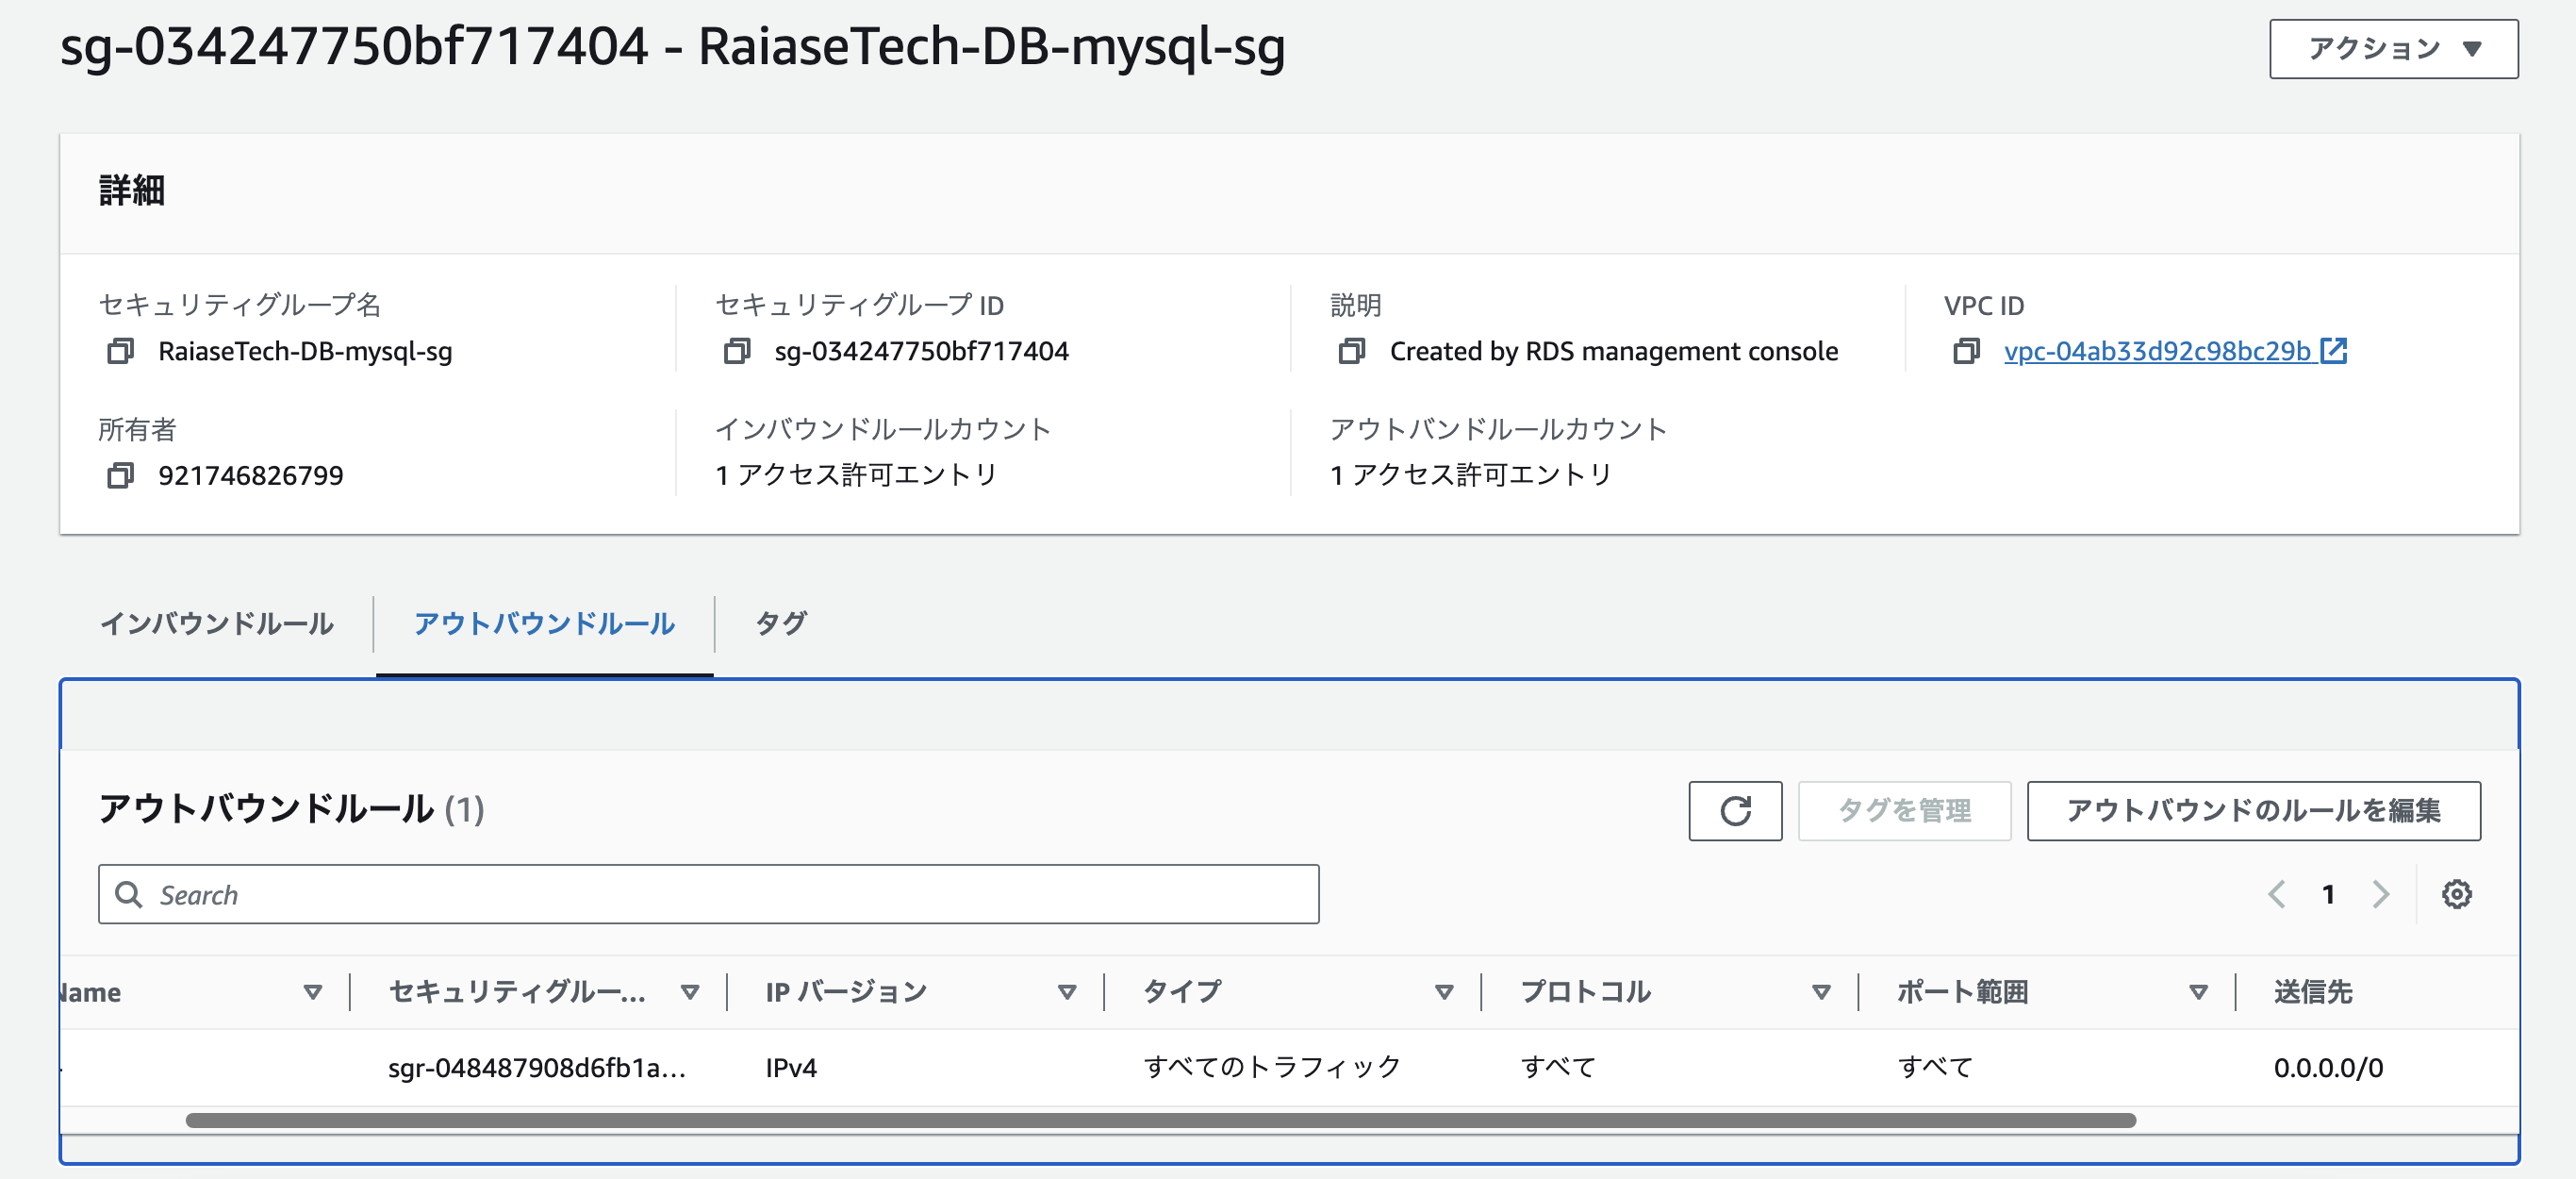 sg-034247750bf717404 - RaiaseTech-DB-mysql-sg
アクション
詳細
セキュリティグループ名
RaiaseTech-DB-mysql-sg
セキュリティグループ ID
sg-034247750bf717404
説明
Created by RDS management console
VPC ID
vpc-04ab33d92c98bc29b
所有者
921746826799
インバウンドルールカウント
1 アクセス許可エントリ
アウトバンドルールカウント
1 アクセス許可エントリ
インバウンドルール
アウトバウンドルール
タグ
アウトバウンドルール (1)
タグを管理
アウトバウンドのルールを編集
Search
1
Name
セキュリティグルー...
IP バージョン
タイプ
プロトコル
ポート範囲
送信先
sgr-048487908d6fb1a...
IPv4
すべてのトラフィック
すべて
すべて
0.0.0.0/0